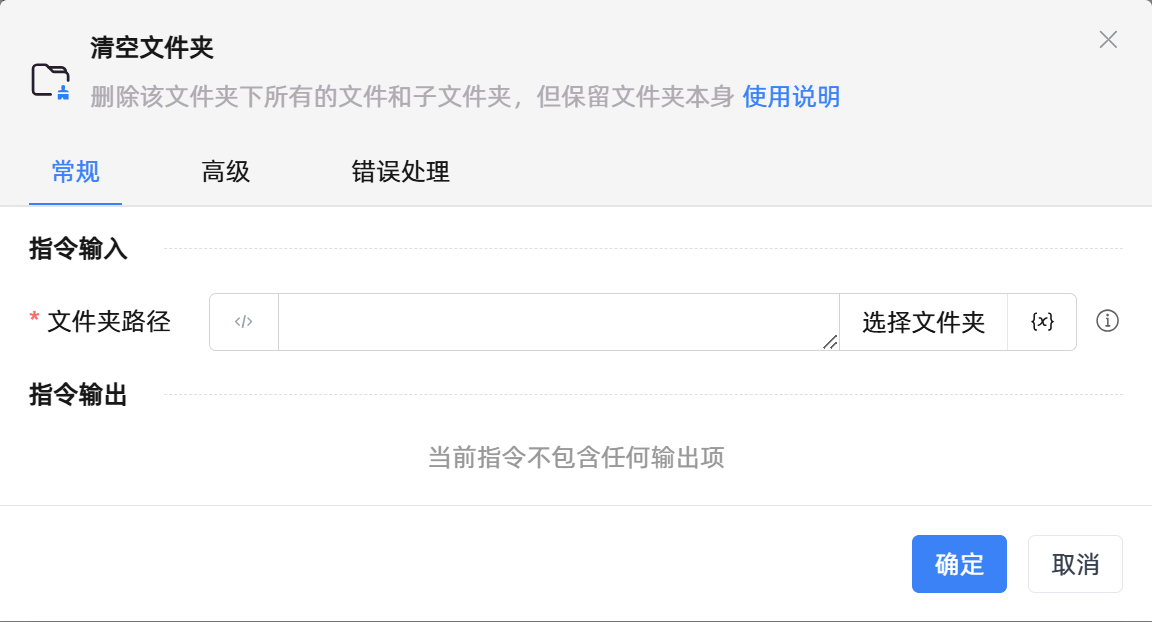 清空文件夹
删除该文件夹下所有的文件和子文件夹，但保留文件夹本身 使用说明
常规 高级 错误处理
指令输入
* 文件夹路径 </> 选择文件夹 {x}
指令输出
当前指令不包含任何输出项
确定 取消